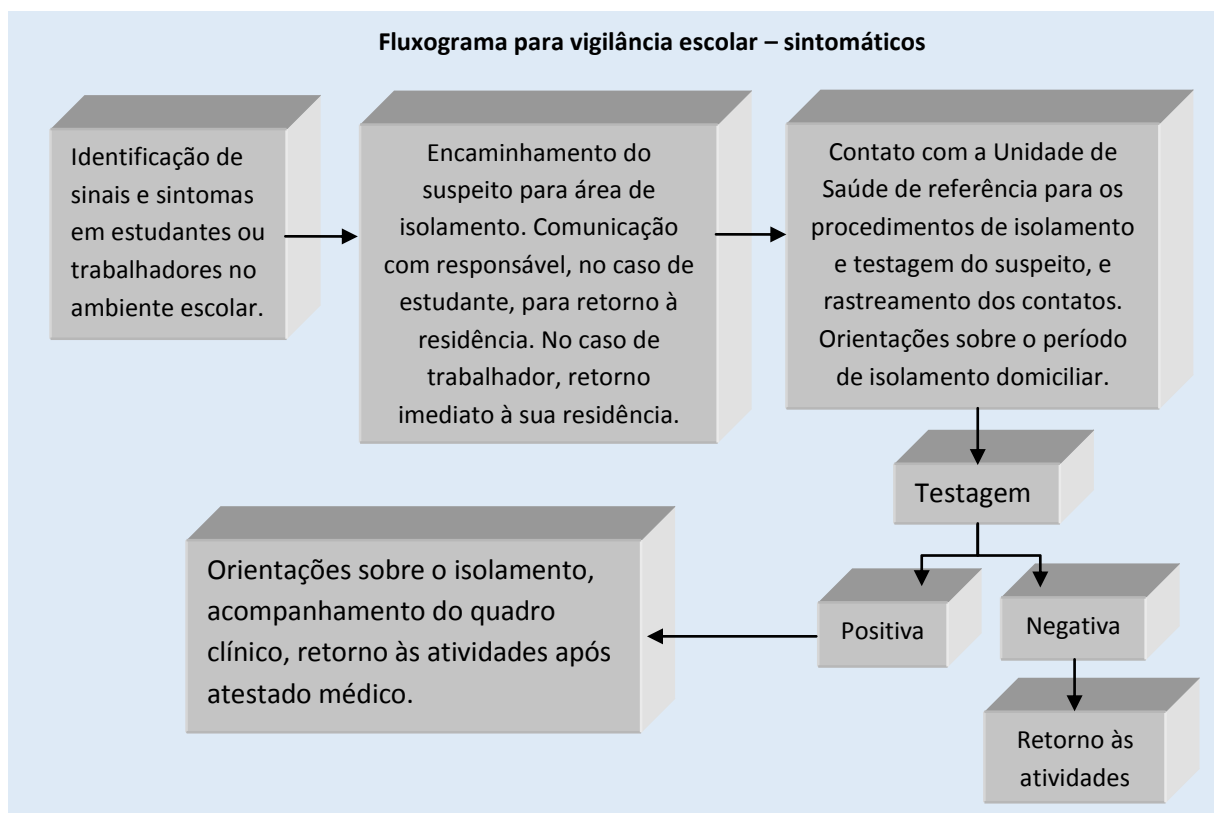 Fluxograma para vigilância escolar – sintomáticos
Identificação de
sinais e sintomas
em estudantes ou
trabalhadores no
ambiente escolar.
Encaminhamento do
suspeito para área de
isolamento. Comunicação
com responsável, no caso de
estudante, para retorno à
residência. No caso de
trabalhador, retorno
imediato à sua residência.
Contato com a Unidade de
Saúde de referência para os
procedimentos de isolamento
e testagem do suspeito, e
rastreamento dos contatos.
Orientações sobre o período
de isolamento domiciliar.
Testagem
Positiva
Negativa
Orientações sobre o isolamento,
acompanhamento do quadro
clínico, retorno às atividades após
atestado médico.
Retorno às
atividades